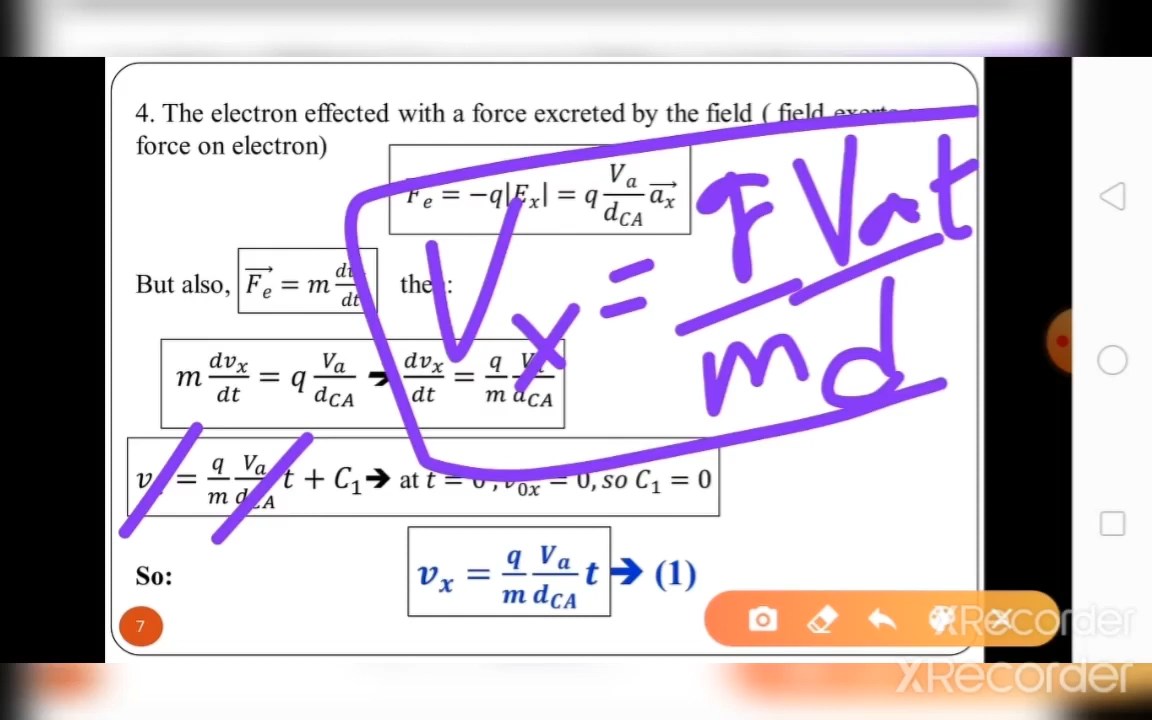 4. The electron effected with a force excreted by the field ( field exerts
force on electron)
F_e = −q|E_x| = q V_a/d_CA a_x
But also, F_e = m dv/dt then:
m dv_x/dt = q V_a/d_CA ➔ dv_x/dt = q/m V_a/d_CA
v_x = q/m V_a/d_CA t + C_1 ➔ at t = 0, v_0x = 0, so C_1 = 0
So: v_x = q/m V_a/d_CA t ➔ (1)
V_x = q Va t / m d
7
XRecorder
XRecorder